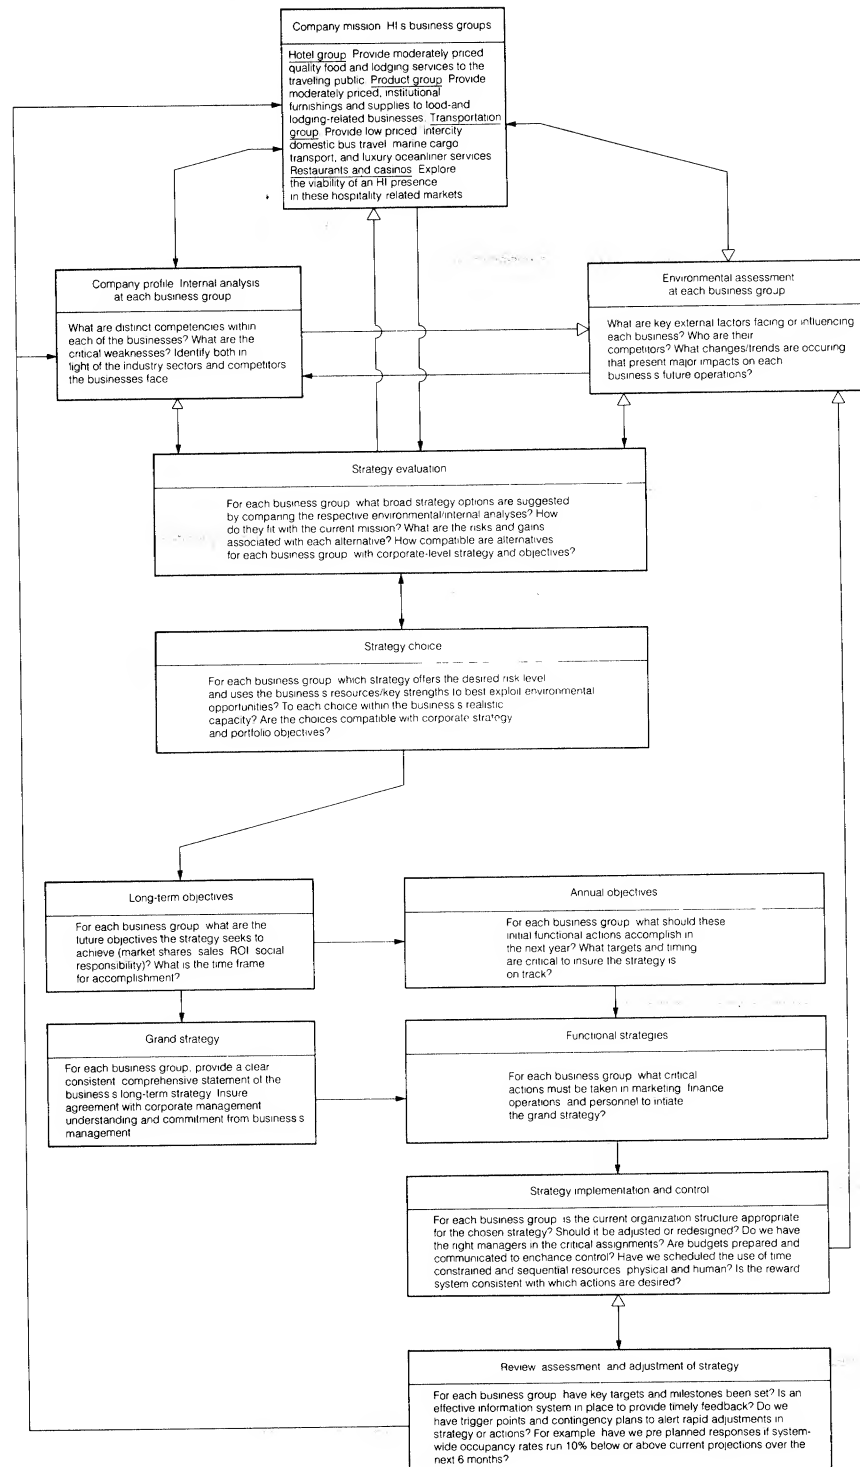 Company mission HI s business groups
Hotel group Provide moderately priced
quality food and lodging services to the
traveling public Product group Provide
moderately priced, institutional
furnishings and supplies to food-and
lodging-related businesses. Transportation
group. Provide low priced intercity
domestic bus travel marine cargo
transport, and luxury oceanliner services
Restaurants and casinos Explore
the viability of an HI presence
in these hospitality related markets
Company profile Internal analysis
at each business group
What are distinct competencies within
each of the businesses? What are the
critical weaknesses? Identify both in
light of the industry sectors and competitors
the businesses face
Environmental assessment
at each business group
What are key external factors facing or influencing
each business? Who are their
competitors? What changes/trends are occuring
that present major impacts on each
business s future operations?
Strategy evaluation
For each business group what broad strategy options are suggested
by comparing the respective environmental/internal analyses? How
do they fit with the current mission? What are the risks and gains
associated with each alternative? How compatible are alternatives
for each business group with corporate-level strategy and objectives?
Strategy choice
For each business group which strategy offers the desired risk level
and uses the business s resources/key strengths to best exploit environmental
opportunities? To each choice within the business s realistic
capacity? Are the choices compatible with corporate strategy
and portfolio objectives?
Long-term objectives
For each business group what are the
future objectives the strategy seeks to
achieve (market shares sales ROI social
responsibility)? What is the time frame
for accomplishment?
Annual objectives
For each business group what should these
initial functional actions accomplish in
the next year? What targets and timing
are critical to insure the strategy is
on track?
Grand strategy
For each business group, provide a clear
consistent comprehensive statement of the
business s long-term strategy Insure
agreement with corporate management
understanding and commitment from business s
management
Functional strategies
For each business group what critical
actions must be taken in marketing finance
operations and personnel to intiate
the grand strategy?
Strategy implementation and control
For each business group is the current organization structure appropriate
for the chosen strategy? Should it be adjusted or redesigned? Do we have
the right managers in the critical assignments? Are budgets prepared and
communicated to enchance control? Have we scheduled the use of time
constrained and sequential resources physical and human? Is the reward
system consistent with which actions are desired?
Review assessment and adjustment of strategy
For each business group have key targets and milestones been set? Is an
effective information system in place to provide timely feedback? Do we
have trigger points and contingency plans to alert rapid adjustments in
strategy or actions? For example have we pre planned responses if system-
wide occupancy rates run 10% below or above current projections over the
next 6 months?